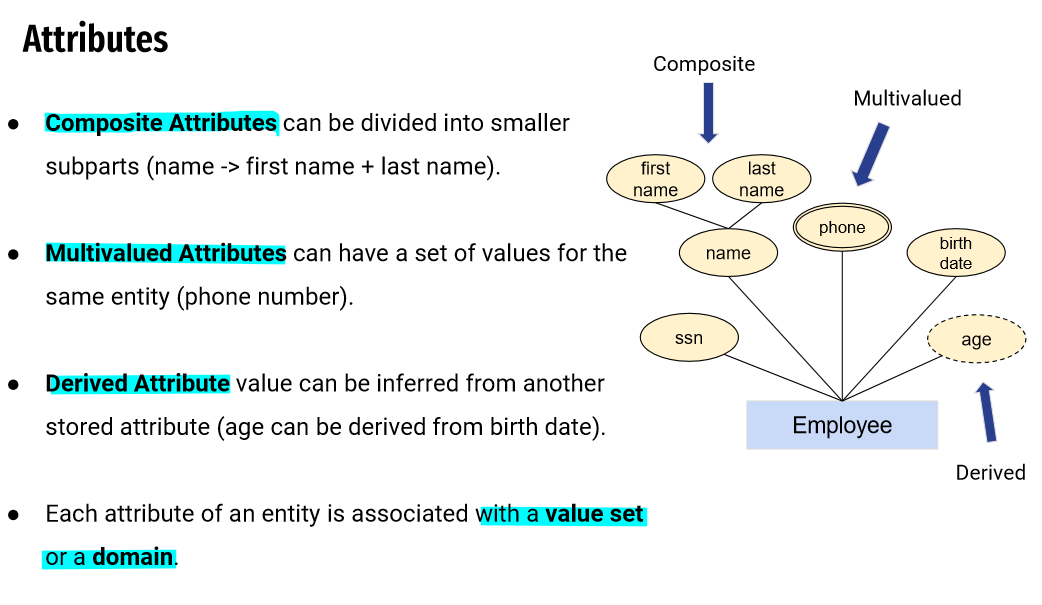 Attributes
● Composite Attributes can be divided into smaller
subparts (name -> first name + last name).
● Multivalued Attributes can have a set of values for the
same entity (phone number).
● Derived Attribute value can be inferred from another
stored attribute (age can be derived from birth date).
● Each attribute of an entity is associated with a value set
or a domain.
Composite
Multivalued
first
name
last
name
phone
name
birth
date
ssn
age
Employee
Derived